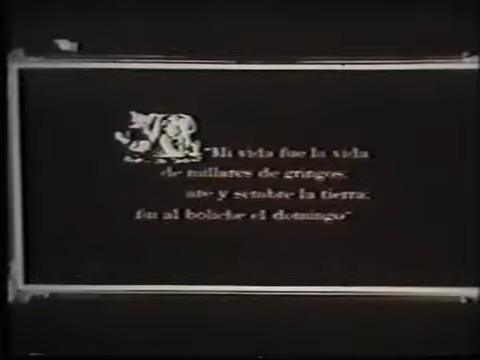 "Mi vida fue la vida
de millares de gringos.
are y sembre la tierra.
fui al boliche el domingo"